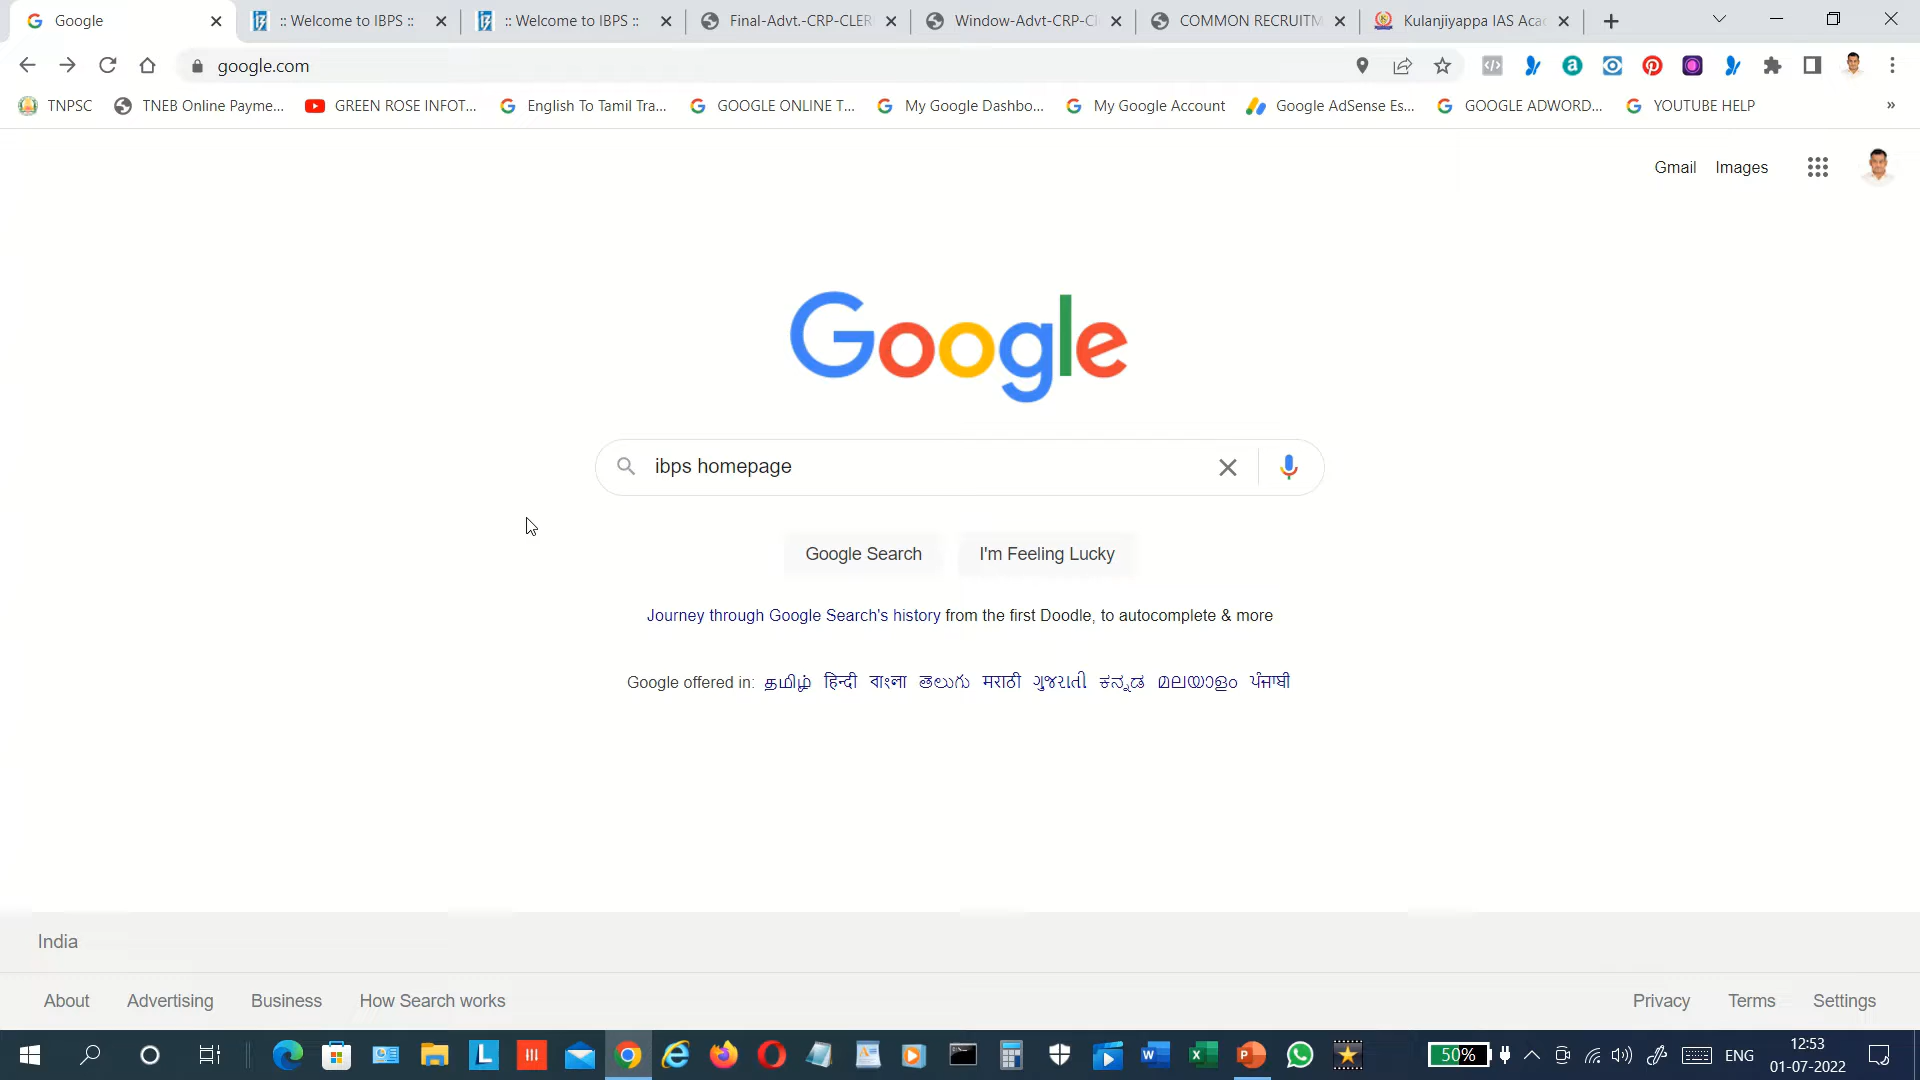 Google
:: Welcome to IBPS ::
:: Welcome to IBPS ::
Final-Advt.-CRP-CLER
Window-Advt-CRP-Cl
COMMON RECRUITM
Kulanjiyappa IAS Aca
google.com
TNPSC
TNEB Online Payme...
GREEN ROSE INFOT...
English To Tamil Tra...
GOOGLE ONLINE T...
My Google Dashbo...
My Google Account
Google AdSense Es...
GOOGLE ADWORD...
YOUTUBE HELP
»
Gmail Images
Google
ibps homepage
Google Search
I'm Feeling Lucky
Journey through Google Search's history from the first Doodle, to autocomplete & more
Google offered in: தமிழ் हिन्दी বাংলা తెలుగు मराठी ગુજરાતી ಕನ್ನಡ മലയാളം ਪੰਜਾਬੀ
India
About Advertising Business How Search works
Privacy Terms Settings
50%
ENG
12:53
01-07-2022